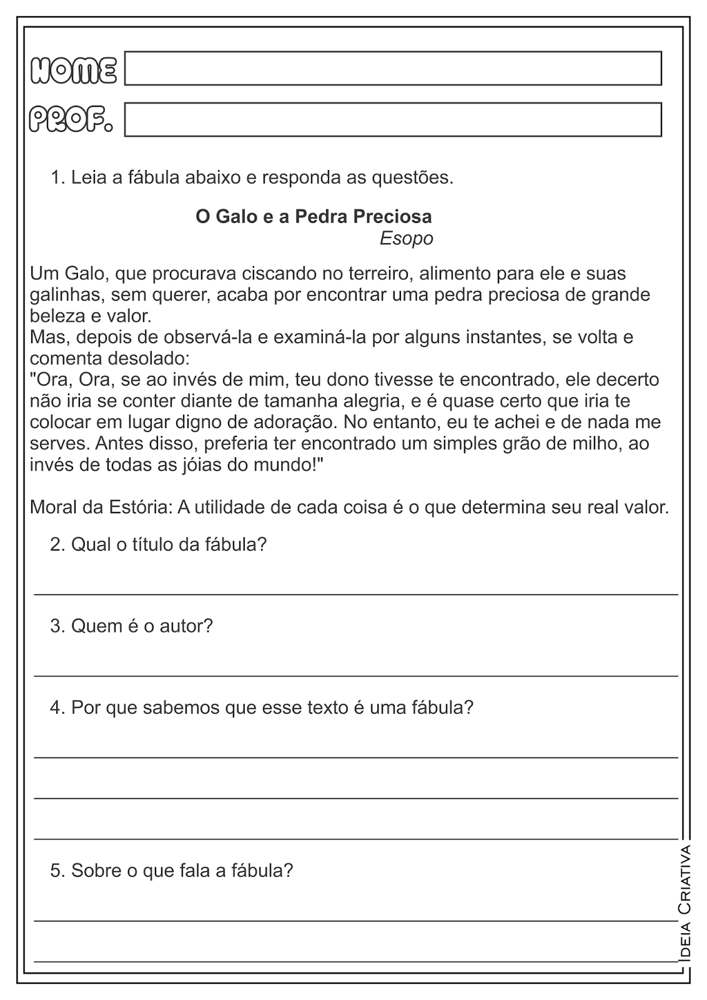 NOME
PROF.
1. Leia a fábula abaixo e responda as questões.
O Galo e a Pedra Preciosa
Esopo
Um Galo, que procurava ciscando no terreiro, alimento para ele e suas
galinhas, sem querer, acaba por encontrar uma pedra preciosa de grande
beleza e valor.
Mas, depois de observá-la e examiná-la por alguns instantes, se volta e
comenta desolado:
"Ora, Ora, se ao invés de mim, teu dono tivesse te encontrado, ele decerto
não iria se conter diante de tamanha alegria, e é quase certo que iria te
colocar em lugar digno de adoração. No entanto, eu te achei e de nada me
serves. Antes disso, preferia ter encontrado um simples grão de milho, ao
invés de todas as jóias do mundo!"
Moral da Estória: A utilidade de cada coisa é o que determina seu real valor.
2. Qual o título da fábula?
3. Quem é o autor?
4. Por que sabemos que esse texto é uma fábula?
5. Sobre o que fala a fábula?
IDEIA CRIATIVA